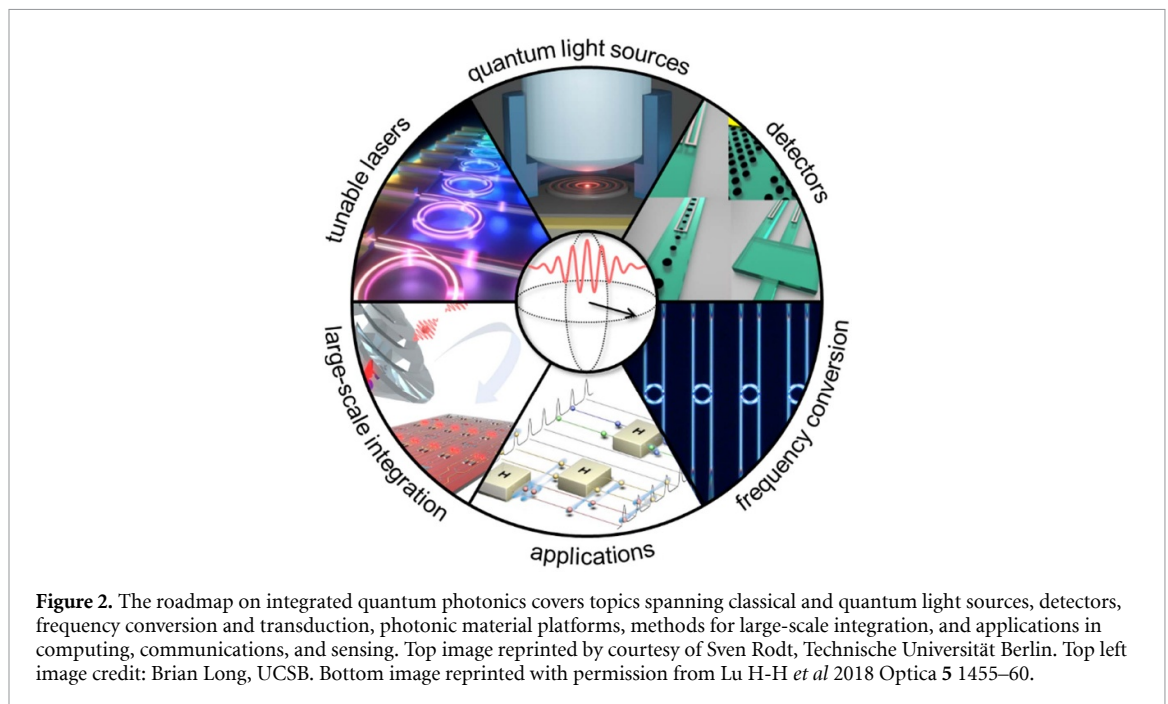 quantum light sources
tunable lasers
detectors
large-scale integration
frequency conversion
H
H
H
applications
Figure 2. The roadmap on integrated quantum photonics covers topics spanning classical and quantum light sources, detectors,
frequency conversion and transduction, photonic material platforms, methods for large-scale integration, and applications in
computing, communications, and sensing. Top image reprinted by courtesy of Sven Rodt, Technische Universität Berlin. Top left
image credit: Brian Long, UCSB. Bottom image reprinted with permission from Lu H-H et al 2018 Optica 5 1455–60.